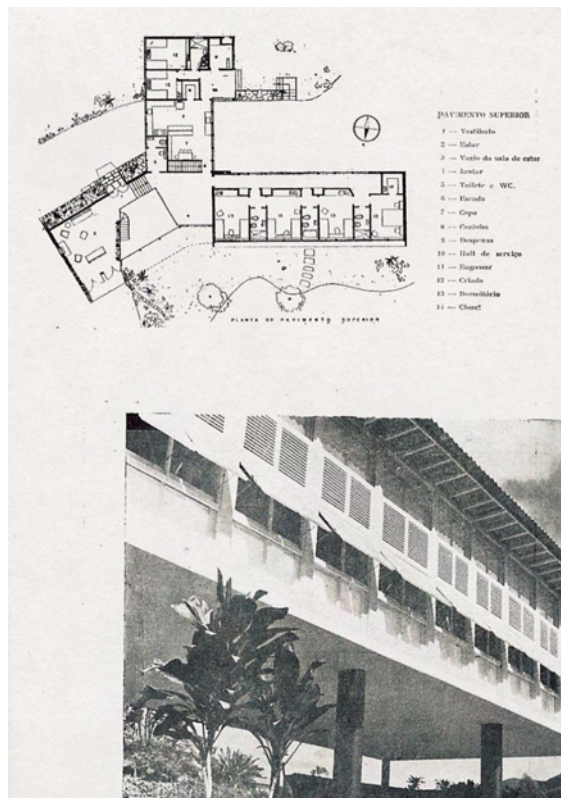 PAVIMENTO SUPERIOR
1 — Vestibulo
2 — Estar
3 — Vazio da sala de estar
4 — Jantar
5 — Toilete e WC.
6 — Escada
7 — Copa
8 — Cozinha
9 — Despensa
10 — Hall de serviço
11 — Engomar
12 — Criado
13 — Dormitório
14 — Closet
PLANTA DO PAVIMENTO SUPERIOR